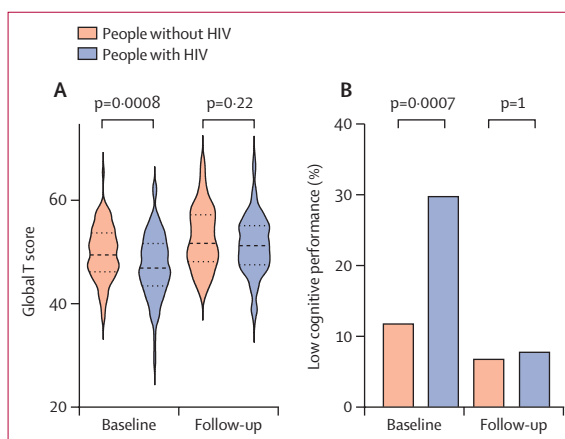 People without HIV
People with HIV
A
p=0·0008
p=0·22
Global T score
60
40
20
Baseline
Follow-up
B
p=0·0007
p=1
Low cognitive performance (%)
40
30
20
10
0
Baseline
Follow-up